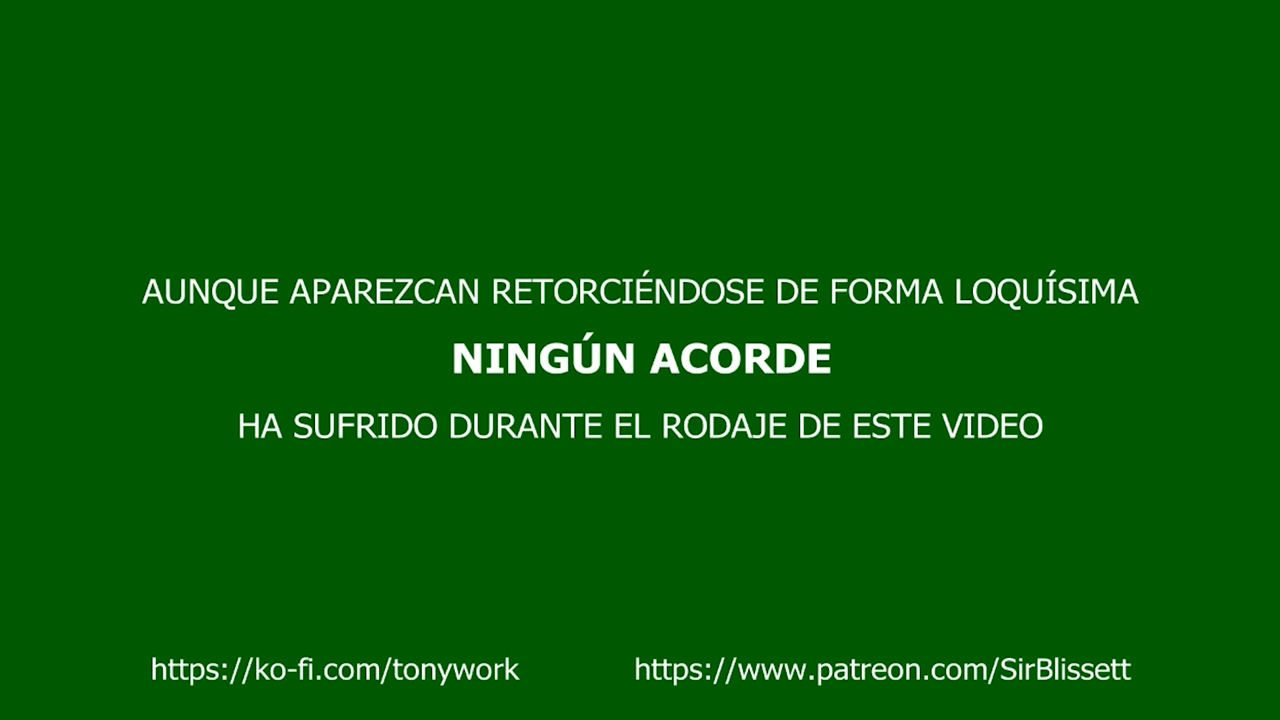 AUNQUE APAREZCAN RETORCIÉNDOSE DE FORMA LOQUÍSIMA
NINGÚN ACORDE
HA SUFRIDO DURANTE EL RODAJE DE ESTE VIDEO
https://ko-fi.com/tonywork
https://www.patreon.com/SirBlissett